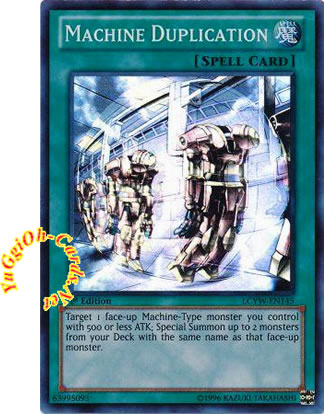 MACHINE DUPLICATION
[SPELL CARD]
YuGgiOh-Cards.Net
Edition
LCYW-EN145
Target 1 face-up Machine-Type monster you control
with 500 or less ATK; Special Summon up to 2 monsters
from your Deck with the same name as that face-up
monster.
63995093
©1996 KAZUKI TAKAHASHI